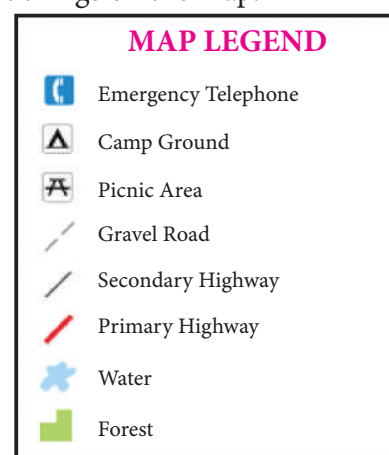 MAP LEGEND
Emergency Telephone
Camp Ground
Picnic Area
Gravel Road
Secondary Highway
Primary Highway
Water
Forest